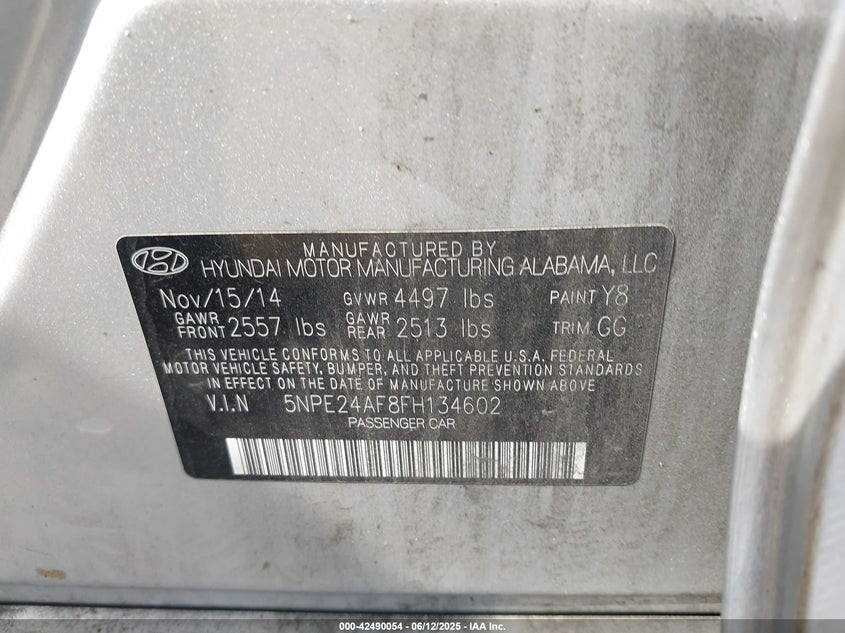 MANUFACTURED BY
HYUNDAI MOTOR MANUFACTURING ALABAMA, LLC
Nov/15/14 GVWR 4497 lbs PAINT Y8
GAWR FRONT 2557 lbs GAWR REAR 2513 lbs TRIM GG
THIS VEHICLE CONFORMS TO ALL APPLICABLE U.S.A. FEDERAL
MOTOR VEHICLE SAFETY, BUMPER, AND THEFT PREVENTION STANDARDS
IN EFFECT ON THE DATE OF MANUFACTURE SHOWN ABOVE.
V.I.N 5NPE24AF8FH134602
PASSENGER CAR
000-42490054 - 06/12/2025 - IAA Inc.